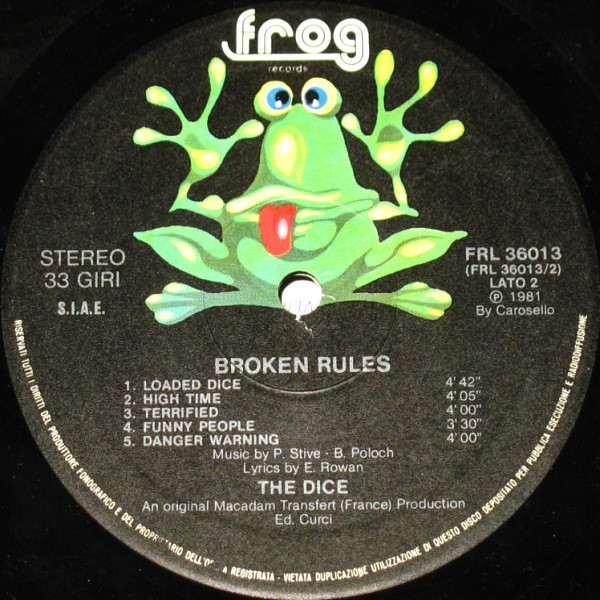 frog
records
STEREO
33 GIRI
S.I.A.E.
FRL 36013
(FRL 36013/2)
LATO 2
Ⓟ 1981
By Carosello
BROKEN RULES
1. LOADED DICE 4' 42"
2. HIGH TIME 4' 05"
3. TERRIFIED 4' 00"
4. FUNNY PEOPLE 3' 30"
5. DANGER WARNING 4' 00"
Music by P. Stive - B. Poloch
Lyrics by E. Rowan
THE DICE
An original Macadam Transfert (France) Production
Ed. Curci
RISERVATI TUTTI I DIRITTI DEL PRODUTTORE FONOGRAFICO E DEL PROPRIETARIO DELL'O A REGISTRATA - VIETATA DUPLICAZIONE UTILIZZAZIONE DI QUESTO DISCO DEPOSITATO PER PUBBLICA ESECUZIONE E RADIODIFFUSIONE